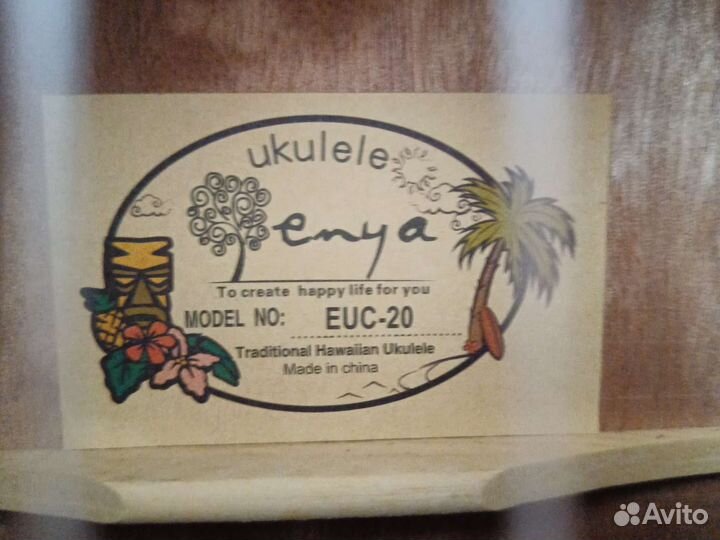 ukulele
enya
To create happy life for you
MODEL NO: EUC-20
Traditional Hawaiian Ukulele
Made in china
Avito